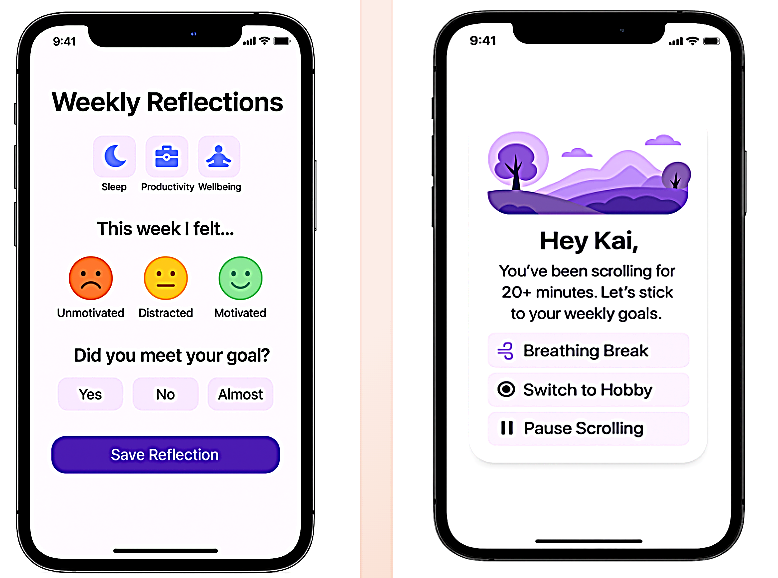 9:41
Weekly Reflections
Sleep
Productivity
Wellbeing
This week I felt...
Unmotivated
Distracted
Motivated
Did you meet your goal?
Yes
No
Almost
Save Reflection
9:41
Hey Kai,
You’ve been scrolling for
20+ minutes. Let’s stick
to your weekly goals.
Breathing Break
Switch to Hobby
Pause Scrolling